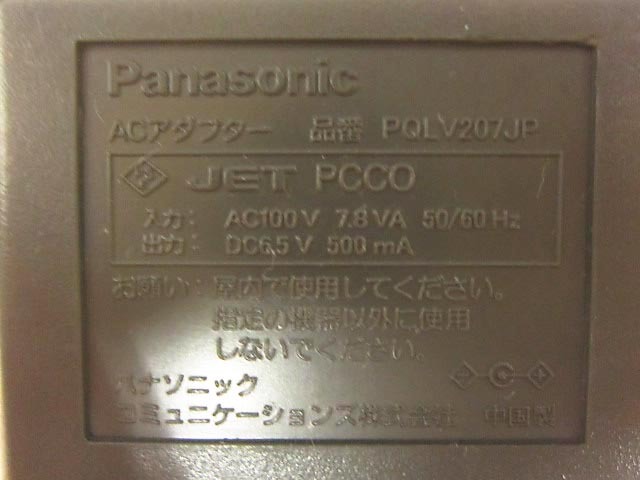 Panasonic
ACアダプター 品番 PQLV207JP
JET PCCO
入力: AC100V 7.8VA 50/60Hz
出力: DC6.5V 500mA
お願い: 屋内で使用してください。
指定の機器以外に使用
しないでください。
パナソニック
コミュニケーションズ株式会社 中国製